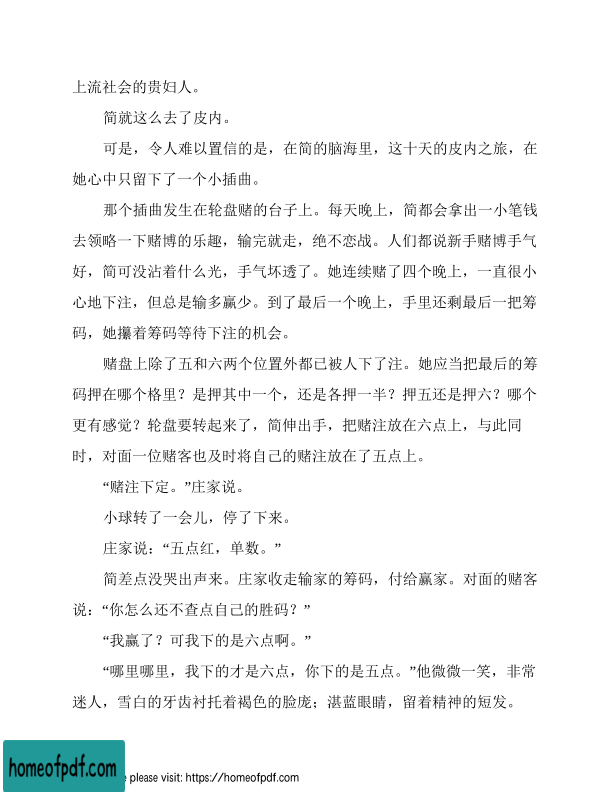 上流社会的贵妇人。
简就这么去了皮内。
可是，令人难以置信的是，在简的脑海里，这十天的皮内之旅，在
她心中只留下了一个小插曲。
那个插曲发生在轮盘赌的台子上。每天晚上，简都会拿出一小笔钱
去领略一下赌博的乐趣，输完就走，绝不恋战。人们都说新手赌博手气
好，简可没沾着什么光，手气坏透了。她连续赌了四个晚上，一直很小
心地下注，但总是输多赢少。到了最后一个晚上，手里还剩最后一把筹
码，她攥着筹码等待下注的机会。
赌盘上除了五和六两个位置外都已被人下了注。她应当把最后的筹
码押在哪个格里？是押其中一个，还是各押一半？押五还是押六？哪个
更有感觉？轮盘要转起来了，简伸出手，把赌注放在六点上，与此同
时，对面一位赌客也及时将自己的赌注放在了五点上。
“赌注下定。”庄家说。
小球转了一会儿，停了下来。
庄家说：“五点红，单数。”
简差点没哭出声来。庄家收走输家的筹码，付给赢家。对面的赌客
说：“你怎么还不查点自己的胜码？”
“我赢了？可我下的是六点啊。”
“哪里哪里，我下的才是六点，你下的是五点。”他微微一笑，非常
迷人，雪白的牙齿衬托着褐色的脸庞；湛蓝眼睛，留着精神的短发。
homeofpdf.com
e please visit: https://homeofpdf.com